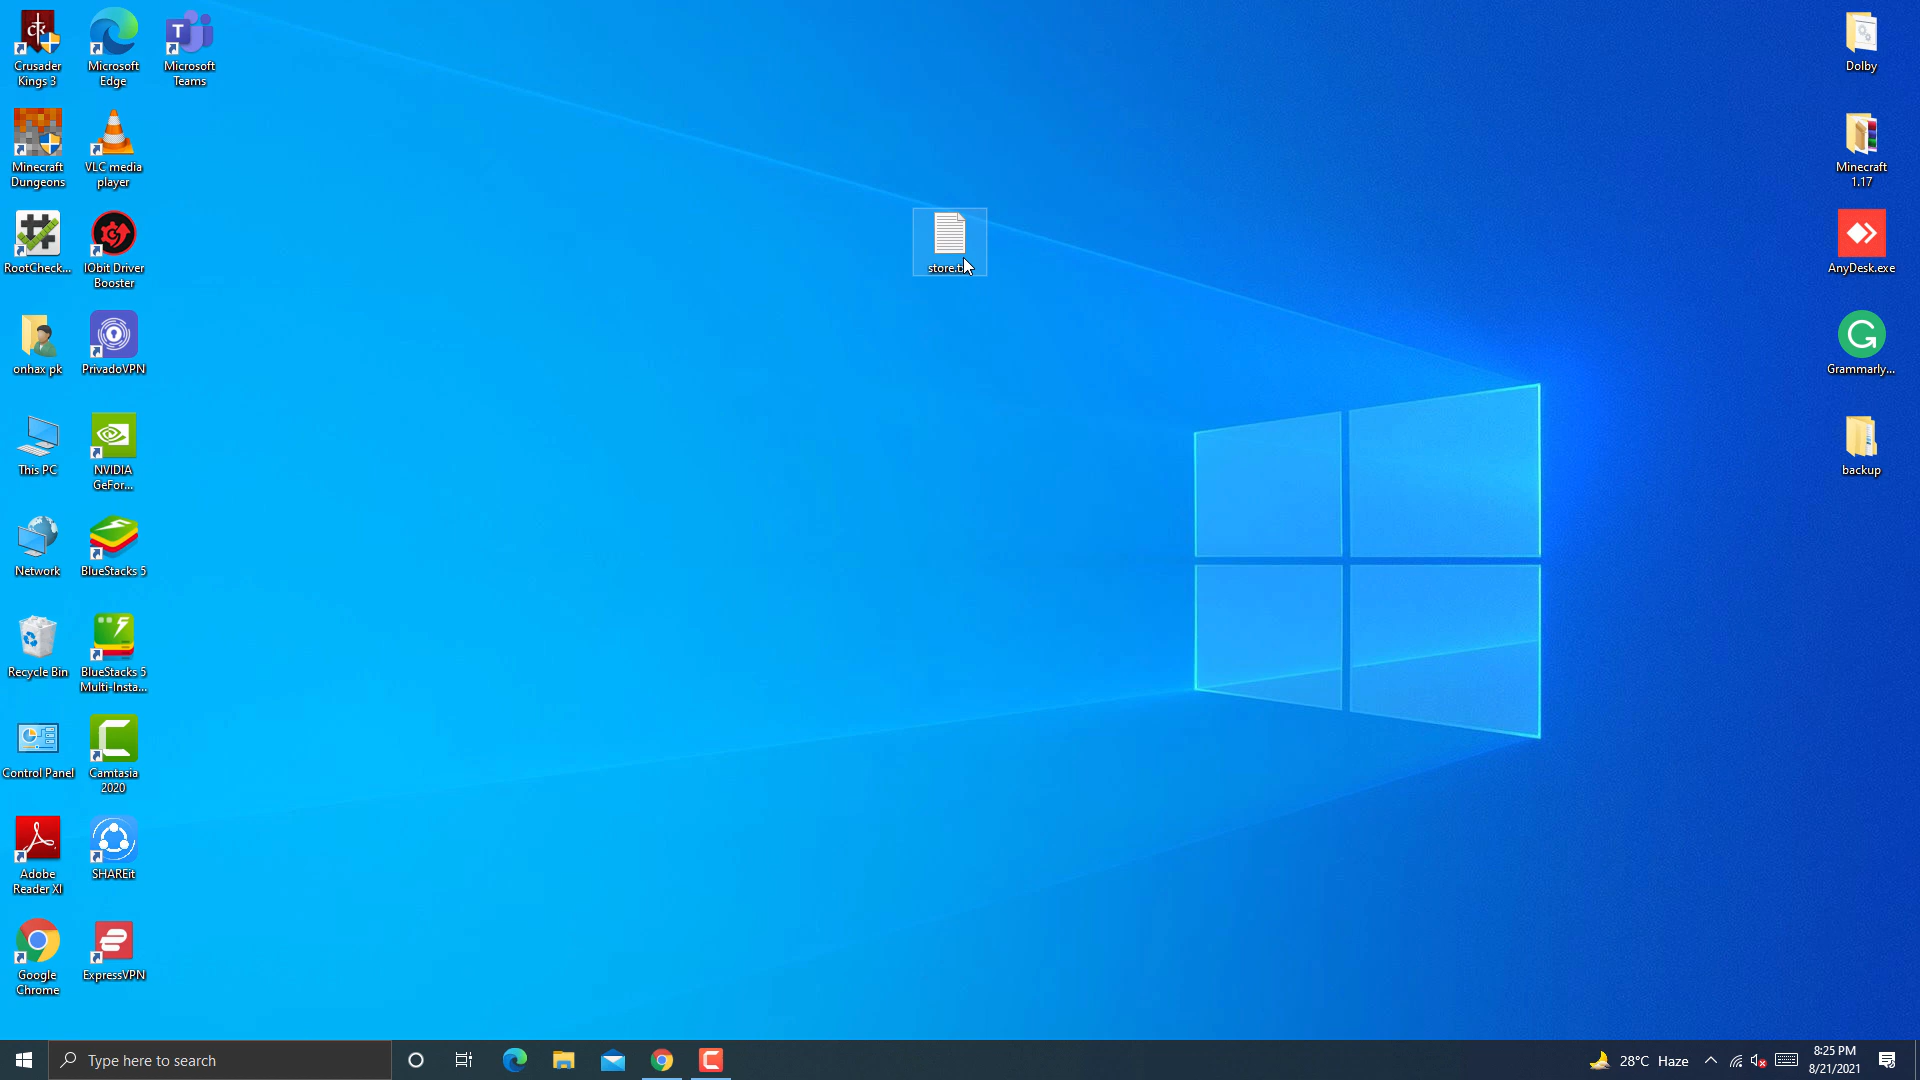 Crusader
Kings 3
Microsoft
Edge
Microsoft
Teams
Minecraft
Dungeons
VLC media
player
RootCheck...
IObit Driver
Booster
onhax pk
PrivadoVPN
This PC
NVIDIA
GeFor...
Network
BlueStacks 5
Recycle Bin
BlueStacks 5
Multi-Insta...
Control Panel
Camtasia
2020
Adobe
Reader XI
SHAREit
Google
Chrome
ExpressVPN
Dolby
Minecraft
1.17
AnyDesk.exe
Grammarly...
backup
Type here to search
28°C Haze
8:25 PM
8/21/2021